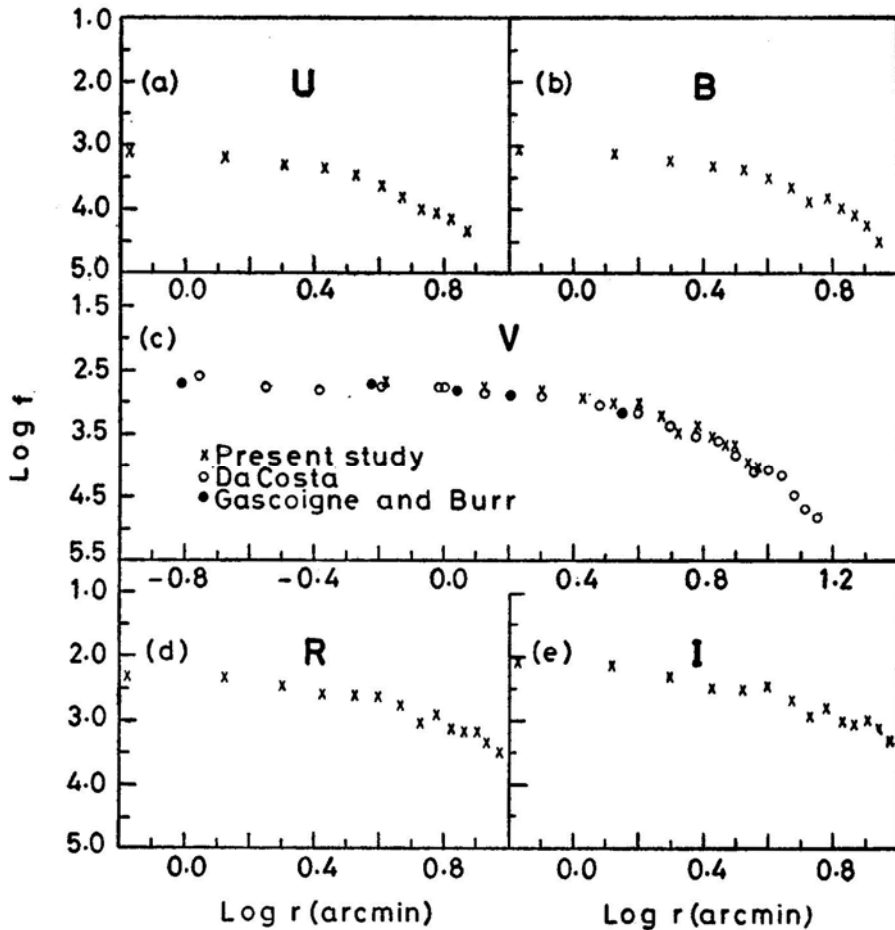 1.0
2.0
3.0
4.0
5.0
(a) U
(b) B
0.0 0.4 0.8
0.0 0.4 0.8
Log f
1.5
2.5
3.5
4.5
5.5
(c) V
x Present study
o Da Costa
● Gascoigne and Burr
-0.8 -0.4 0.0 0.4 0.8 1.2
1.0
2.0
3.0
4.0
5.0
(d) R
(e) I
0.0 0.4 0.8
0.0 0.4 0.8
Log r (arcmin)
Log r (arcmin)